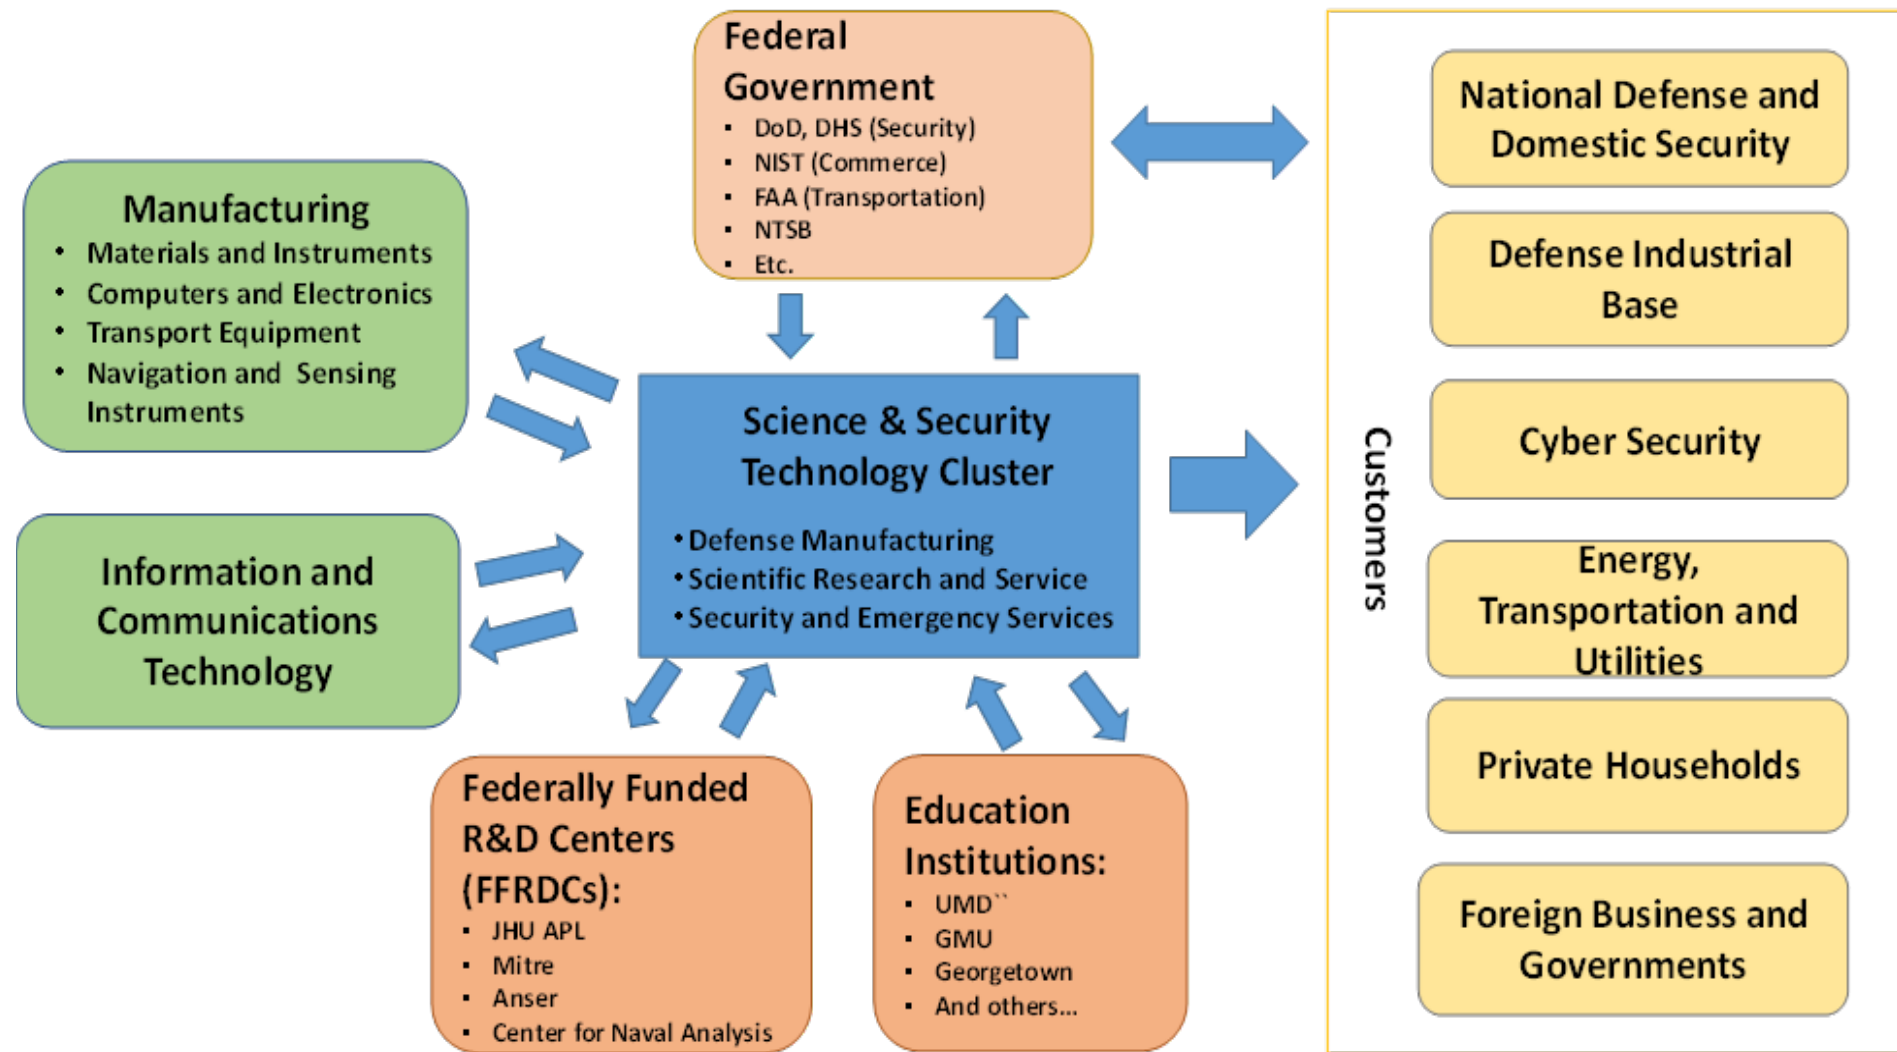 Federal
Government
▪ DoD, DHS (Security)
▪ NIST (Commerce)
▪ FAA (Transportation)
▪ NTSB
▪ Etc.
Manufacturing
• Materials and Instruments
• Computers and Electronics
• Transport Equipment
• Navigation and Sensing
Instruments
Information and
Communications
Technology
Science & Security
Technology Cluster
• Defense Manufacturing
• Scientific Research and Service
• Security and Emergency Services
Federally Funded
R&D Centers
(FFRDCs):
▪ JHU APL
▪ Mitre
▪ Anser
▪ Center for Naval Analysis
Education
Institutions:
▪ UMD``
▪ GMU
▪ Georgetown
▪ And others...
Customers
National Defense and
Domestic Security
Defense Industrial
Base
Cyber Security
Energy,
Transportation and
Utilities
Private Households
Foreign Business and
Governments